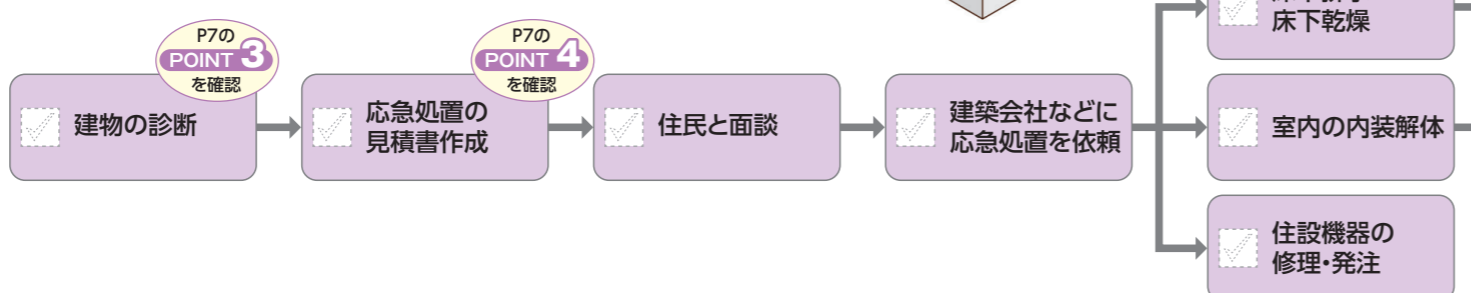 P7の
POINT 3
を確認
建物の診断
P7の
POINT 4
を確認
応急処置の
見積書作成
住民と面談
建築会社などに
応急処置を依頼
床下乾燥
室内の内装解体
住設機器の
修理・発注